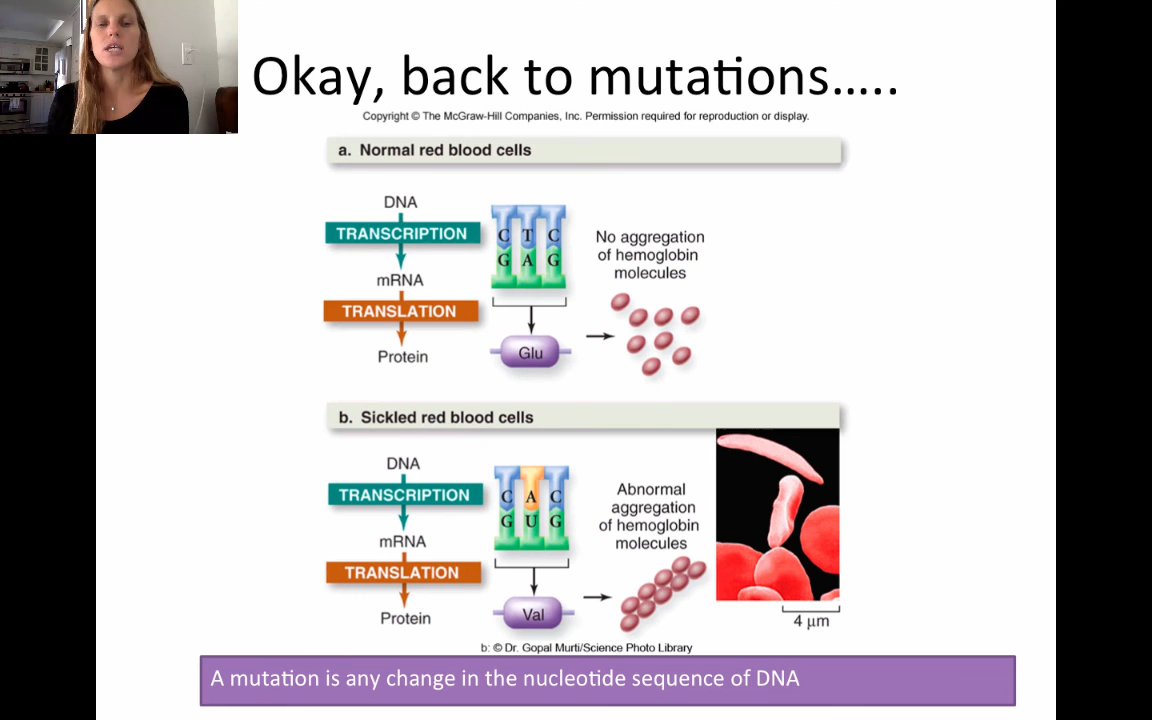 Okay, back to mutations…..
Copyright © The McGraw-Hill Companies, Inc. Permission required for reproduction or display.
a. Normal red blood cells
DNA
TRANSCRIPTION
mRNA
TRANSLATION
Protein
C T C
G A G
Glu
No aggregation
of hemoglobin
molecules
b. Sickled red blood cells
DNA
TRANSCRIPTION
mRNA
TRANSLATION
Protein
C A C
G U G
Val
Abnormal
aggregation
of hemoglobin
molecules
4 μm
b: © Dr. Gopal Murti/Science Photo Library
A mutation is any change in the nucleotide sequence of DNA